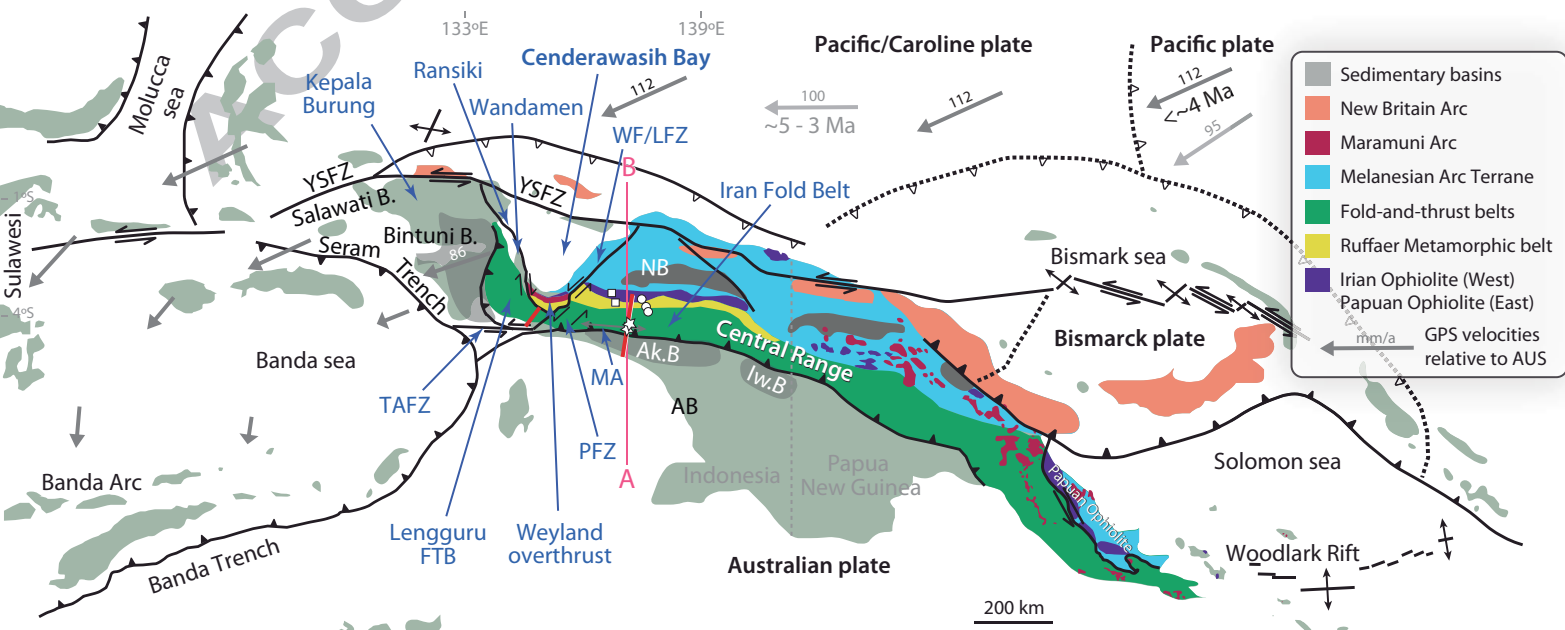 133ºE
139ºE
Molucca
sea
Kepala
Burung
Ransiki
Cenderawasih Bay
Wandamen
WF/LFZ
112
Pacific/Caroline plate
100
~5 - 3 Ma
112
Pacific plate
112
<~4 Ma
95
Sedimentary basins
New Britain Arc
Maramuni Arc
Melanesian Arc Terrane
Fold-and-thrust belts
Ruffaer Metamorphic belt
Irian Ophiolite (West)
Papuan Ophiolite (East)
mm/a
GPS velocities
relative to AUS
B
YSFZ
YSFZ
Iran Fold Belt
1ºS
Sulawesi
Salawati B.
Bintuni B.
86
Seram
Trench
4ºS
NB
Bismark sea
Bismarck plate
Central Range
Ak.B
Iw.B
Banda sea
MA
AB
TAFZ
PFZ
A
Indonesia
Papua
New Guinea
Banda Arc
Solomon sea
Papuan Ophiolite
Lengguru
FTB
Weyland
overthrust
Banda Trench
Australian plate
Woodlark Rift
200 km